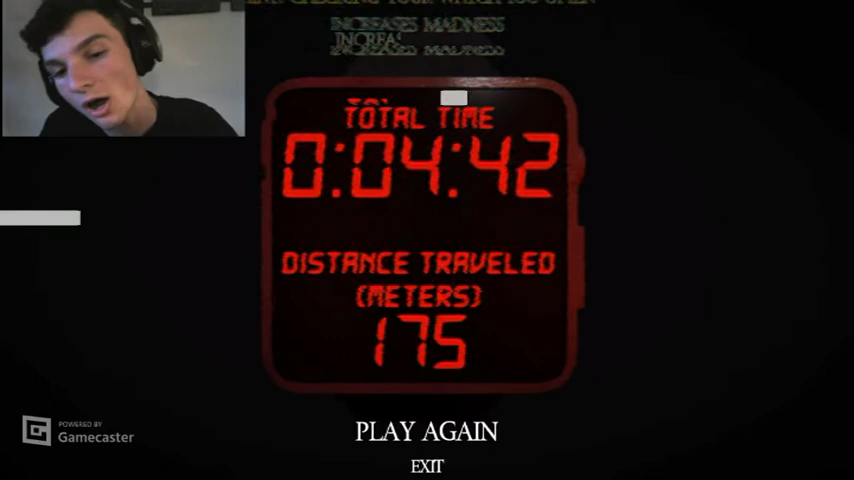 INCREASES MADNESS
TOTAL TIME
0:04:42
DISTANCE TRAVELED
(METERS)
175
POWERED BY
Gamecaster
PLAY AGAIN
EXIT